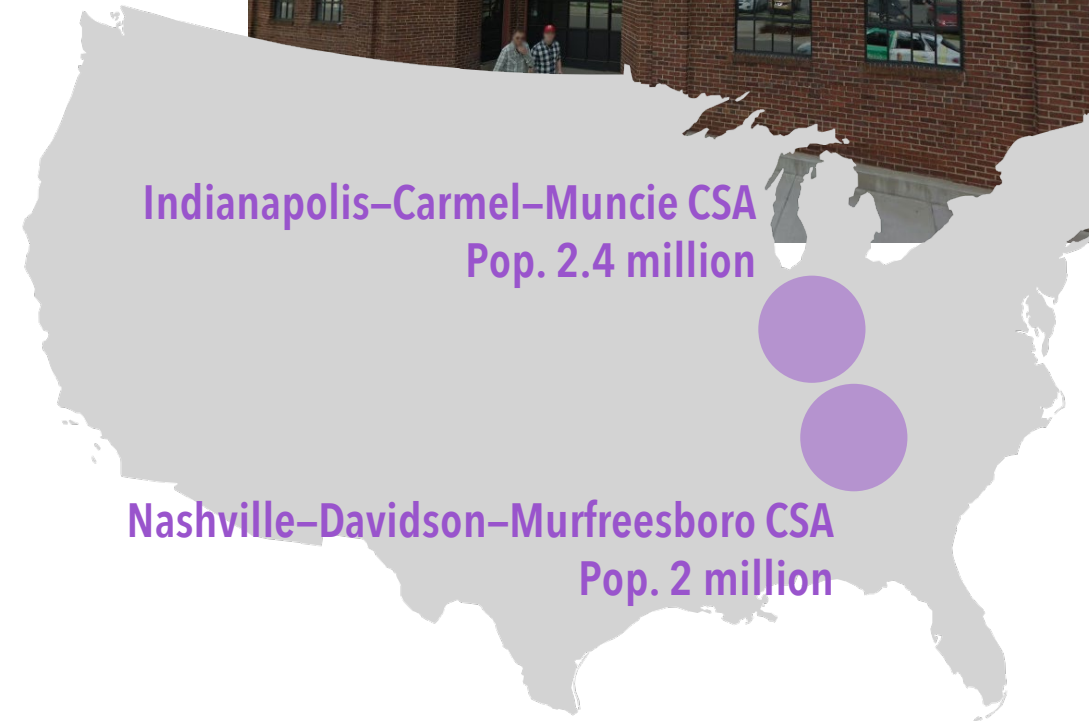 Indianapolis–Carmel–Muncie CSA
Pop. 2.4 million
Nashville–Davidson–Murfreesboro CSA
Pop. 2 million